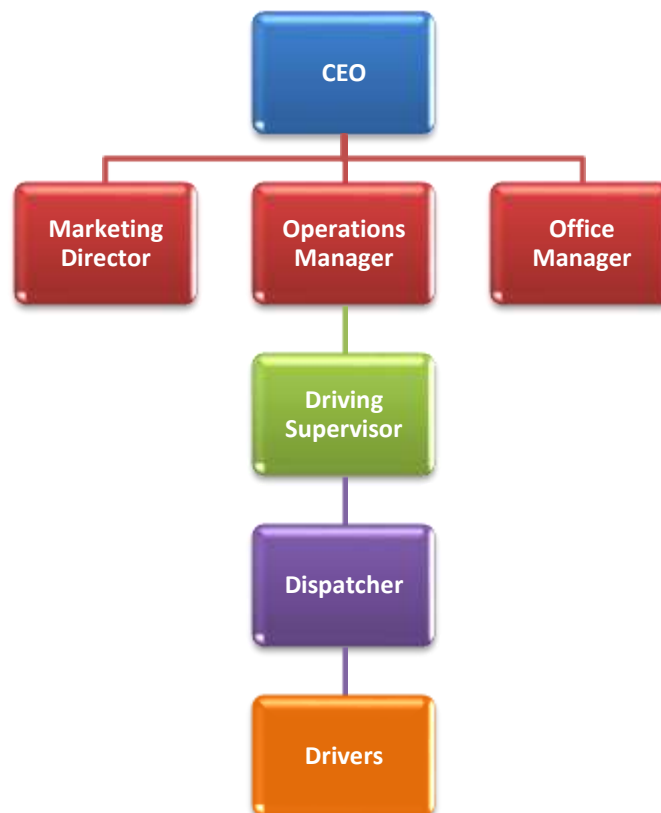 CEO
Marketing
Director
Operations
Manager
Office
Manager
Driving
Supervisor
Dispatcher
Drivers